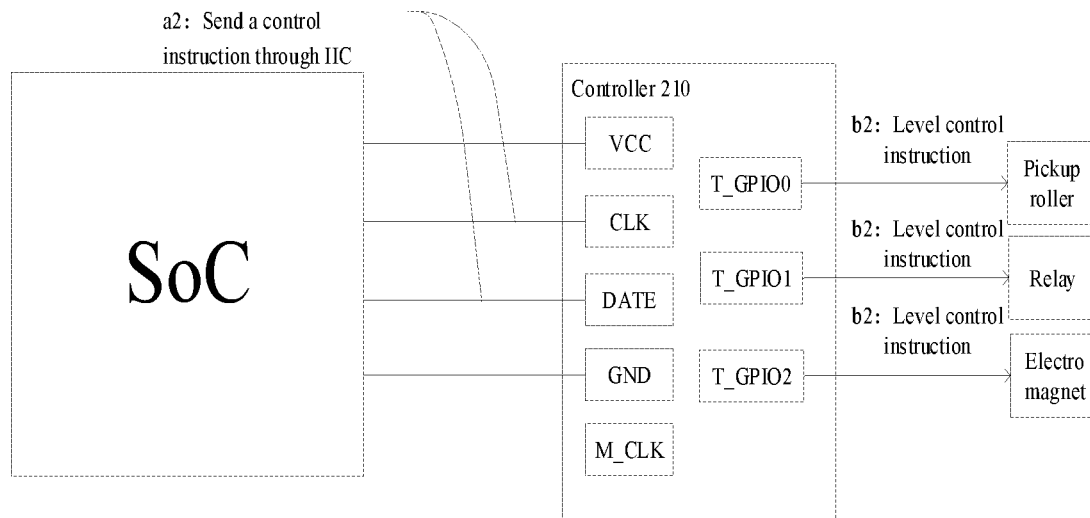 a2: Send a control
instruction through IIC
SoC
Controller 210
VCC
CLK
DATE
GND
M_CLK
T_GPIO0
T_GPIO1
T_GPIO2
b2: Level control
instruction
b2: Level control
instruction
b2: Level control
instruction
Pickup
roller
Relay
Electro
magnet